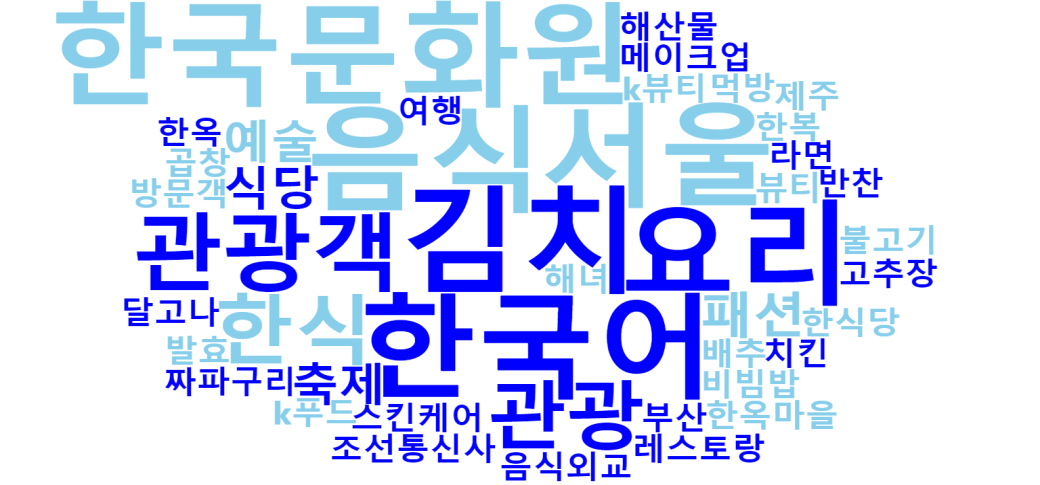 한국문화원
해산물
메이크업
k뷰티
먹방
제주
여행
한옥
예술
음식
서울
한복
라면
곱창
식당
뷰티
반찬
방문객
관광객
김치
요리
불고기
고추장
해녀
달고나
한식
한국어
패션
한식당
발효
배추
치킨
짜파구리
축제
비빔밥
k푸드
스킨케어
관광
부산
한옥마을
조선통신사
음식외교
레스토랑